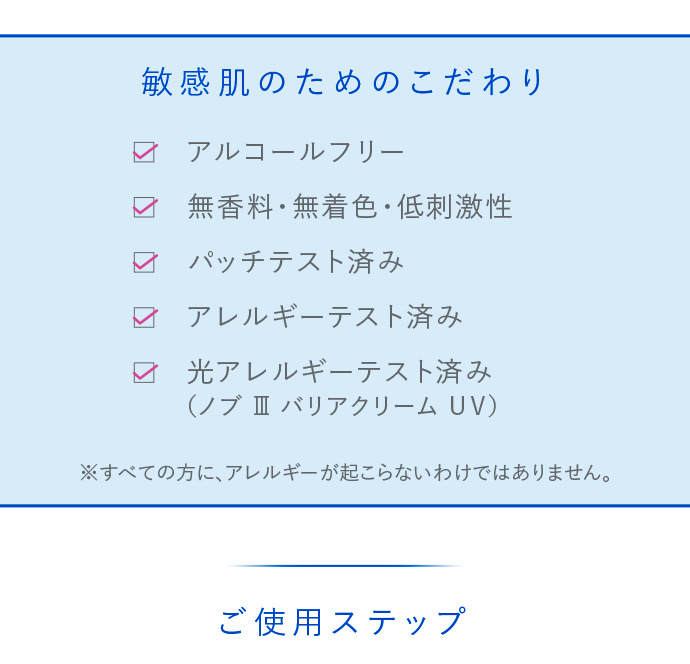 敏感肌のためのこだわり
アルコールフリー
無香料・無着色・低刺激性
パッチテスト済み
アレルギーテスト済み
光アレルギーテスト済み
（ノブ Ⅲ バリアクリーム UV）
※すべての方に、アレルギーが起こらないわけではありません。
ご使用ステップ